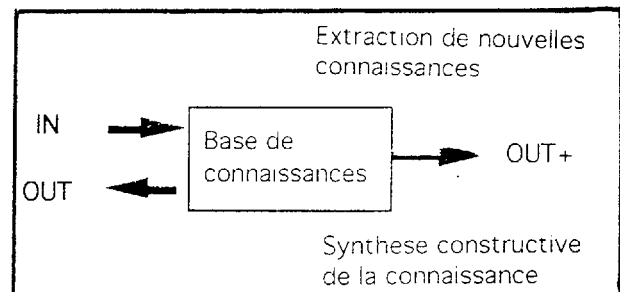 Extraction de nouvelles
connaissances
IN
Base de
connaissances
OUT
OUT+
Synthese constructive
de la connaissance